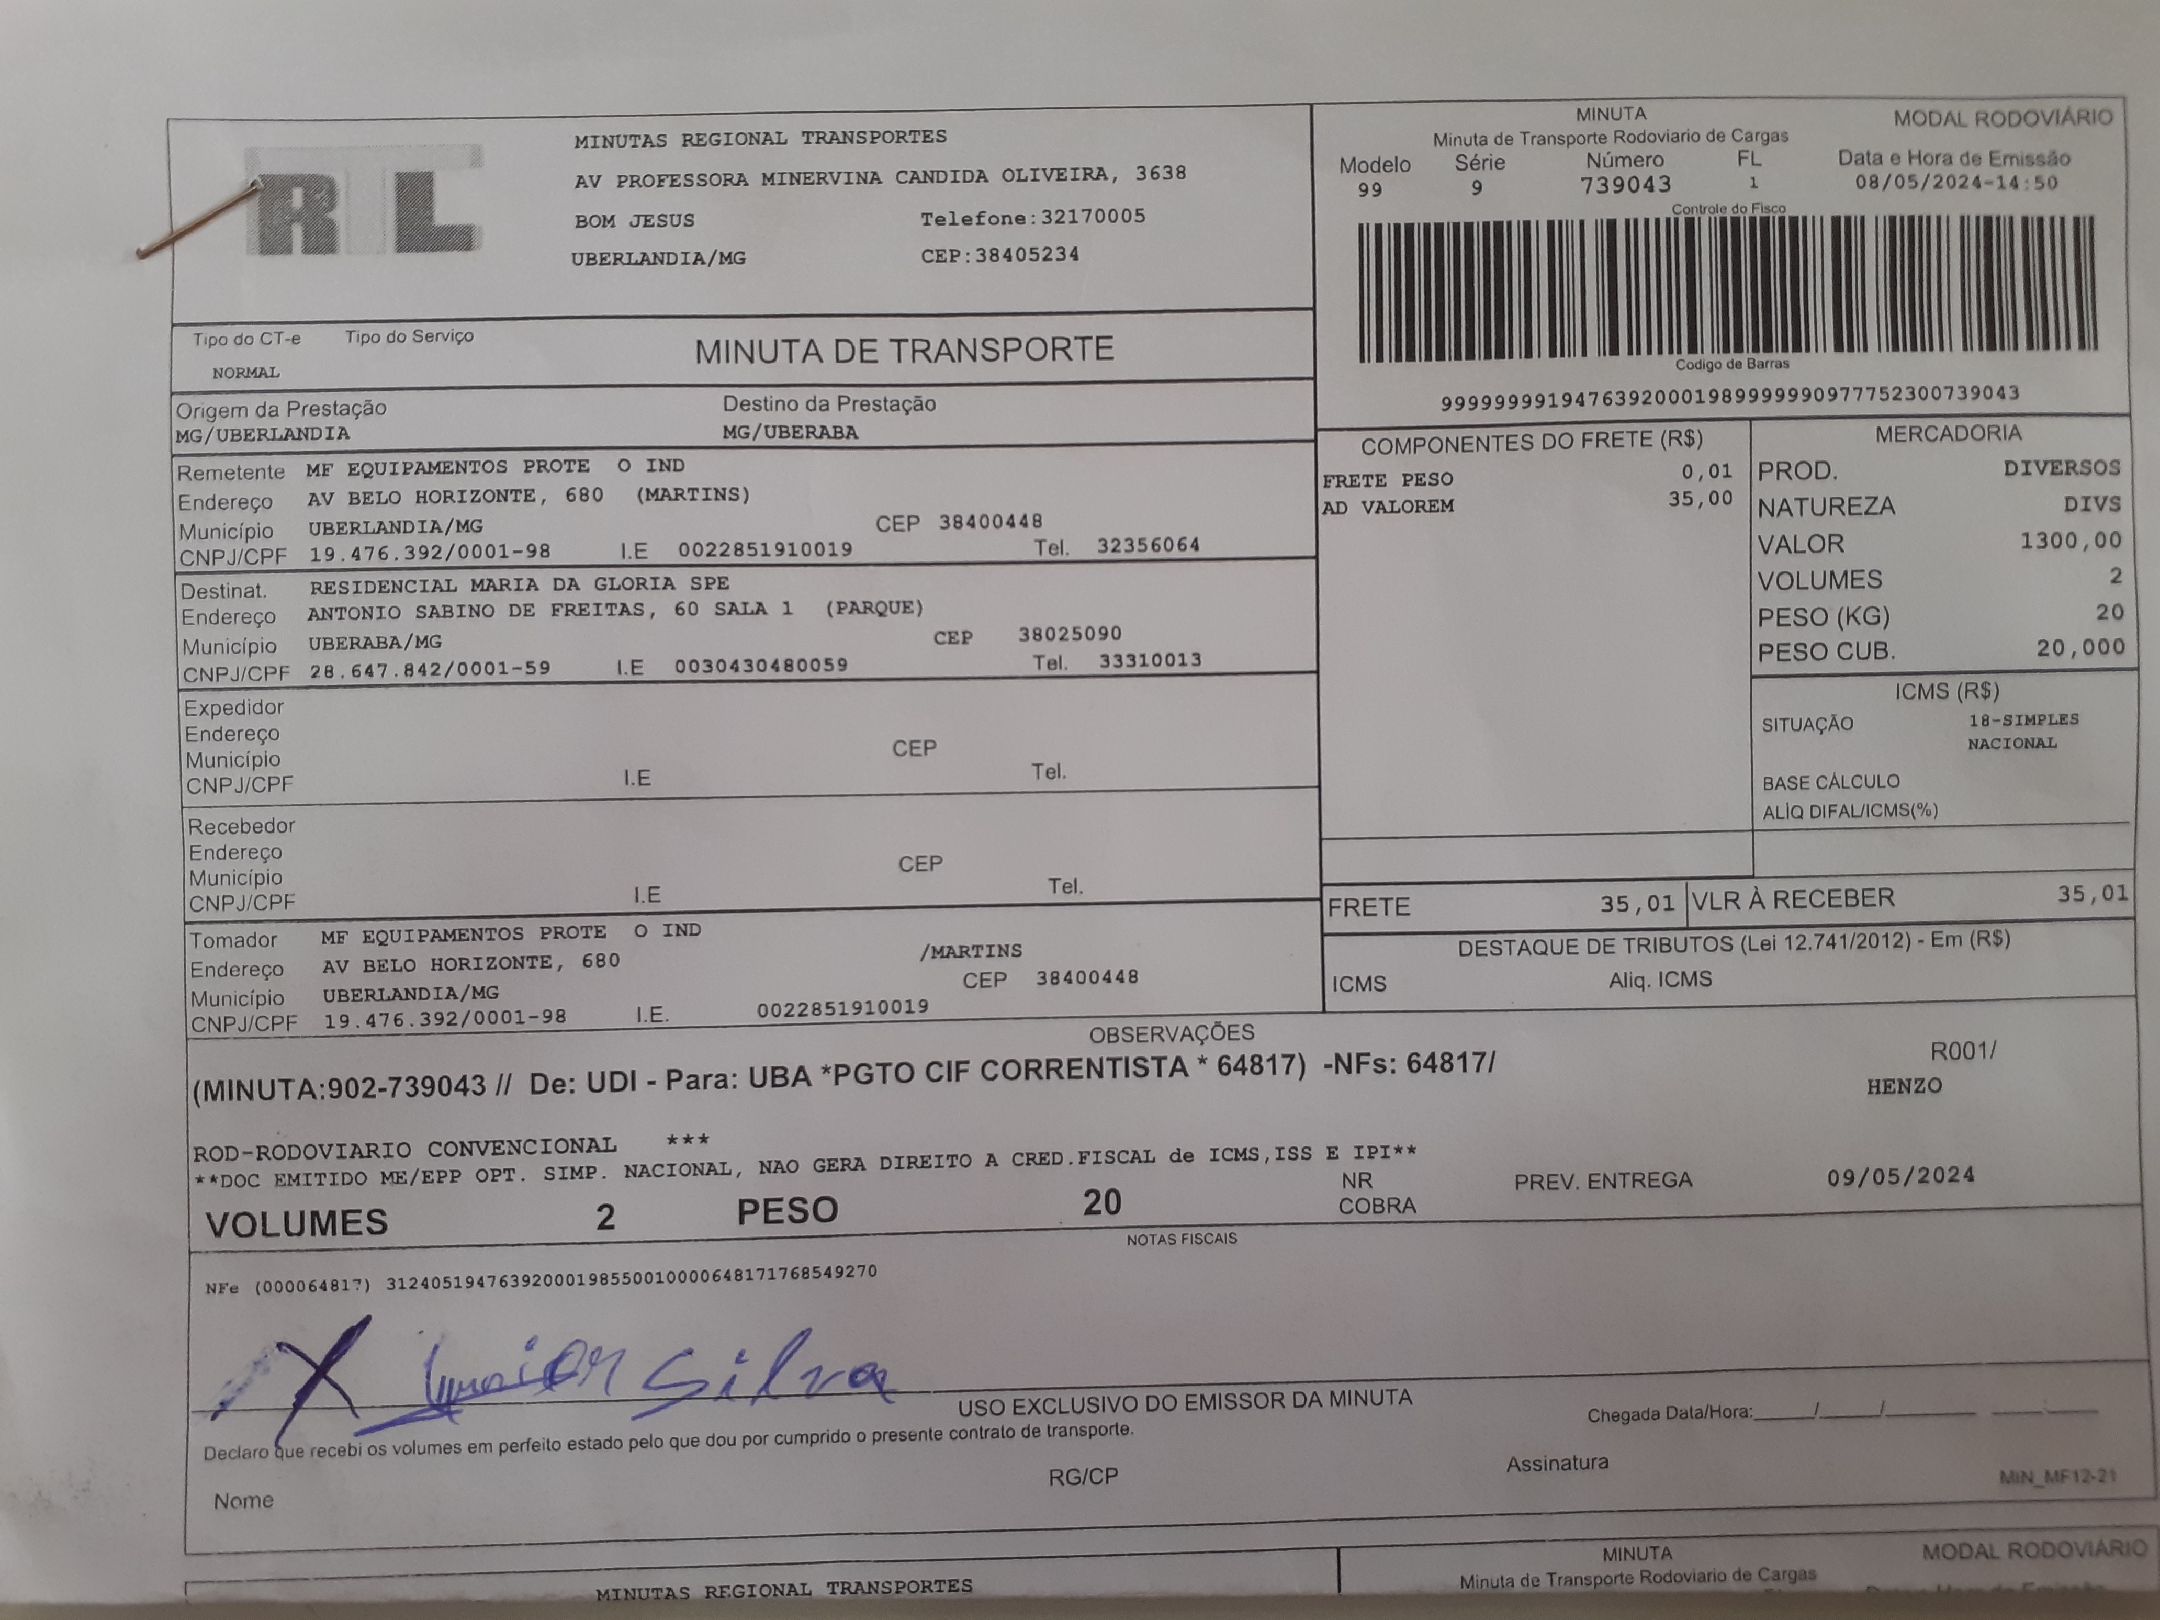 RTL
MINUTAS REGIONAL TRANSPORTES
AV PROFESSORA MINERVINA CANDIDA OLIVEIRA, 3638
BOM JESUS Telefone:32170005
UBERLANDIA/MG CEP:38405234
MINUTA MODAL RODOVIÁRIO
Minuta de Transporte Rodoviario de Cargas
Modelo Série Número FL Data e Hora de Emissão
99 9 739043 1 08/05/2024-14:50
Controle do Fisco
Codigo de Barras
99999999194763920001989999990977752300739043
Tipo do CT-e Tipo do Serviço MINUTA DE TRANSPORTE
NORMAL
Origem da Prestação Destino da Prestação
MG/UBERLANDIA MG/UBERABA
Remetente MF EQUIPAMENTOS PROTE O IND
Endereço AV BELO HORIZONTE, 680 (MARTINS)
Município UBERLANDIA/MG CEP 38400448
CNPJ/CPF 19.476.392/0001-98 I.E 0022851910019 Tel. 32356064
Destinat. RESIDENCIAL MARIA DA GLORIA SPE
Endereço ANTONIO SABINO DE FREITAS, 60 SALA 1 (PARQUE)
Município UBERABA/MG CEP 38025090
CNPJ/CPF 28.647.842/0001-59 I.E 0030430480059 Tel. 33310013
Expedidor
Endereço
Município CEP
CNPJ/CPF I.E Tel.
Recebedor
Endereço
Município CEP
CNPJ/CPF I.E Tel.
Tomador MF EQUIPAMENTOS PROTE O IND
Endereço AV BELO HORIZONTE, 680 /MARTINS
Município UBERLANDIA/MG CEP 38400448
CNPJ/CPF 19.476.392/0001-98 I.E. 0022851910019
COMPONENTES DO FRETE (R$)
FRETE PESO 0,01
AD VALOREM 35,00
MERCADORIA
PROD. DIVERSOS
NATUREZA DIVS
VALOR 1300,00
VOLUMES 2
PESO (KG) 20
PESO CUB. 20,000
ICMS (R$)
SITUAÇÃO 18-SIMPLES
NACIONAL
BASE CÁLCULO
ALÍQ DIFAL/ICMS(%)
FRETE 35,01 VLR À RECEBER 35,01
DESTAQUE DE TRIBUTOS (Lei 12.741/2012) - Em (R$)
ICMS Aliq. ICMS
OBSERVAÇÕES
(MINUTA:902-739043 // De: UDI - Para: UBA *PGTO CIF CORRENTISTA * 64817) -NFs: 64817/ R001/
HENZO
ROD-RODOVIARIO CONVENCIONAL ***
**DOC EMITIDO ME/EPP OPT. SIMP. NACIONAL, NAO GERA DIREITO A CRED.FISCAL de ICMS,ISS E IPI**
VOLUMES 2 PESO 20 NR COBRA PREV. ENTREGA 09/05/2024
NOTAS FISCAIS
NFe (000064817) 31240519476392000198550010000648171768549270
X Junior Silva
USO EXCLUSIVO DO EMISSOR DA MINUTA
Chegada Data/Hora:_____/_____/________ ____:____
Declaro que recebi os volumes em perfeito estado pelo que dou por cumprido o presente contrato de transporte.
Nome RG/CP Assinatura
MIN_MF12-21
MINUTAS REGIONAL TRANSPORTES
MINUTA MODAL RODOVIÁRIO
Minuta de Transporte Rodoviario de Cargas